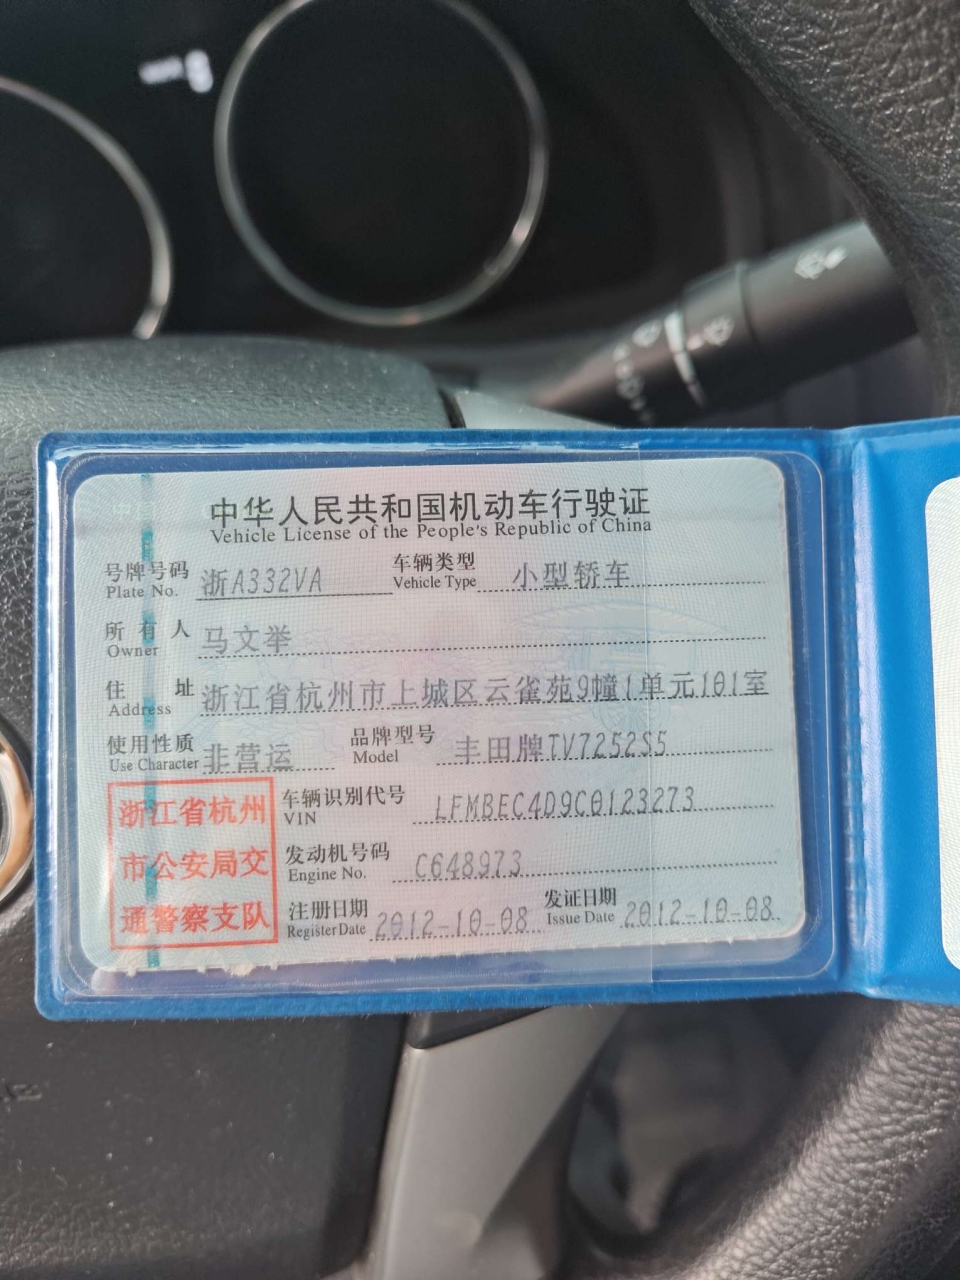 中华人民共和国机动车行驶证
Vehicle License of the People's Republic of China
号牌号码 浙A332VA 车辆类型 小型轿车
Plate No. Vehicle Type
所有人 马文举
Owner
住址 浙江省杭州市上城区云雀苑9幢1单元101室
Address
使用性质 非营运 品牌型号 丰田牌TV7252S5
Use Character Model
浙江省杭州
市公安局交
通警察支队
车辆识别代号 LFMBEC4D9C0123273
VIN
发动机号码 C648973
Engine No.
注册日期 2012-10-08 发证日期 2012-10-08
Register Date Issue Date